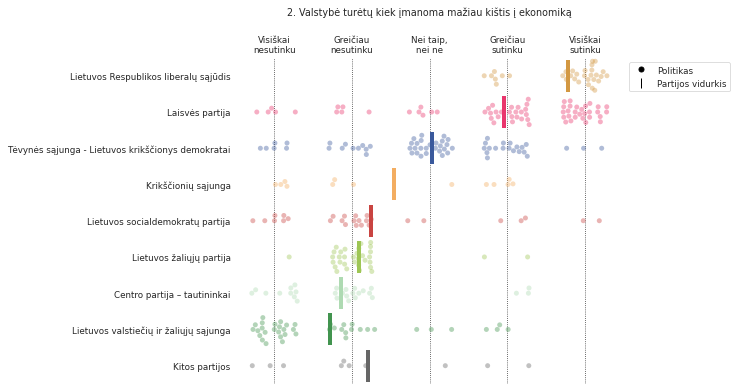 2. Valstybė turėtų kiek įmanoma mažiau kištis į ekonomiką
Visiškai nesutinku
Greičiau nesutinku
Nei taip, nei ne
Greičiau sutinku
Visiškai sutinku
Lietuvos Respublikos liberalų sąjūdis
Laisvės partija
Tėvynės sąjunga - Lietuvos krikščionys demokratai
Krikščionių sąjunga
Lietuvos socialdemokratų partija
Lietuvos žaliųjų partija
Centro partija – tautininkai
Lietuvos valstiečių ir žaliųjų sąjunga
Kitos partijos
Politikas
Partijos vidurkis